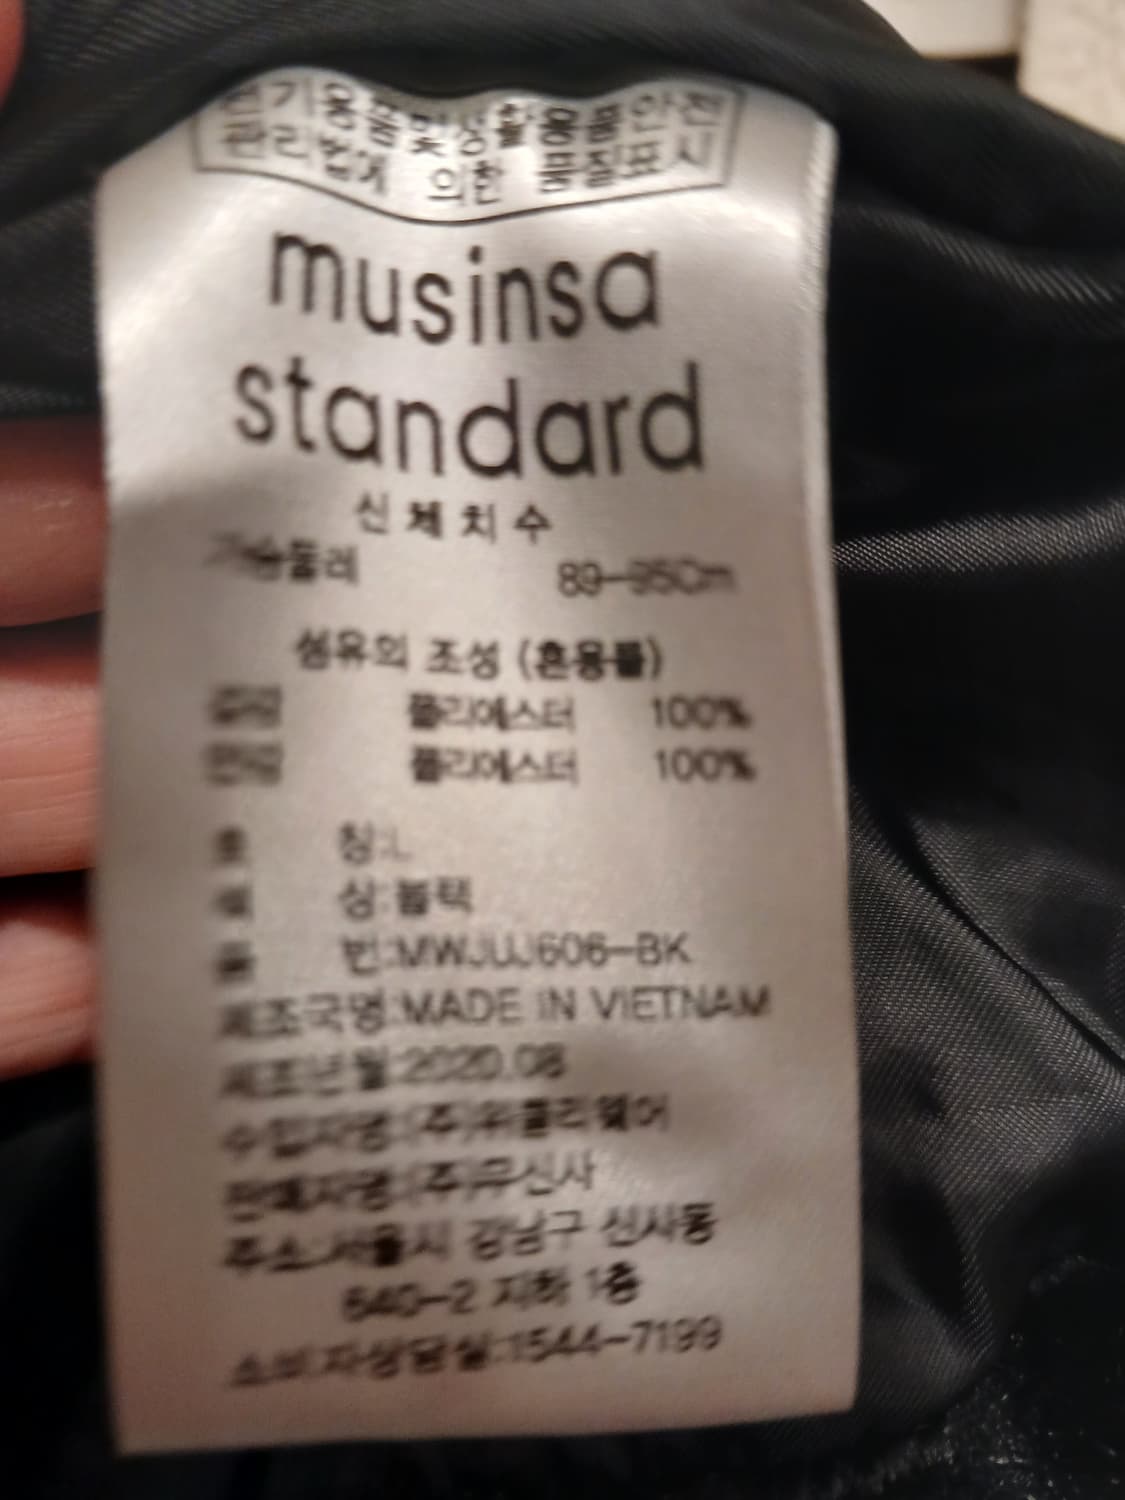 전기용품 및 생활용품 안전
관리법에 의한 품질표시
musinsa
standard
신체치수
가슴둘레 89-95Cm
섬유의 조성 (혼용률)
겉감 폴리에스터 100%
안감 폴리에스터 100%
호 칭:L
색 상:블랙
품 번:MWJUJ606-BK
제조국명:MADE IN VIETNAM
제조년월:2020.08
수입자명:(주)위클리웨어
판매자명:(주)무신사
주소:서울시 강남구 신사동
640-2 지하 1층
소비자상담실:1544-7199